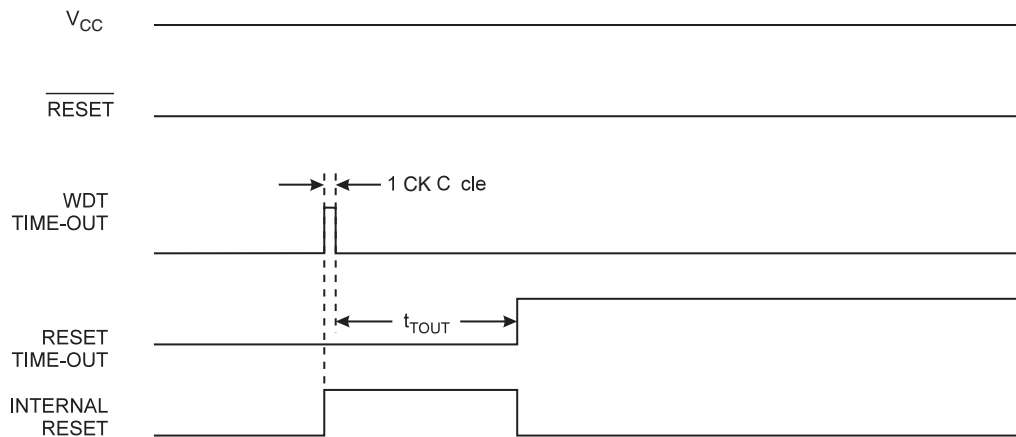 VCC
RESET
1 CK C cle
WDT
TIME-OUT
tTOUT
RESET
TIME-OUT
INTERNAL
RESET